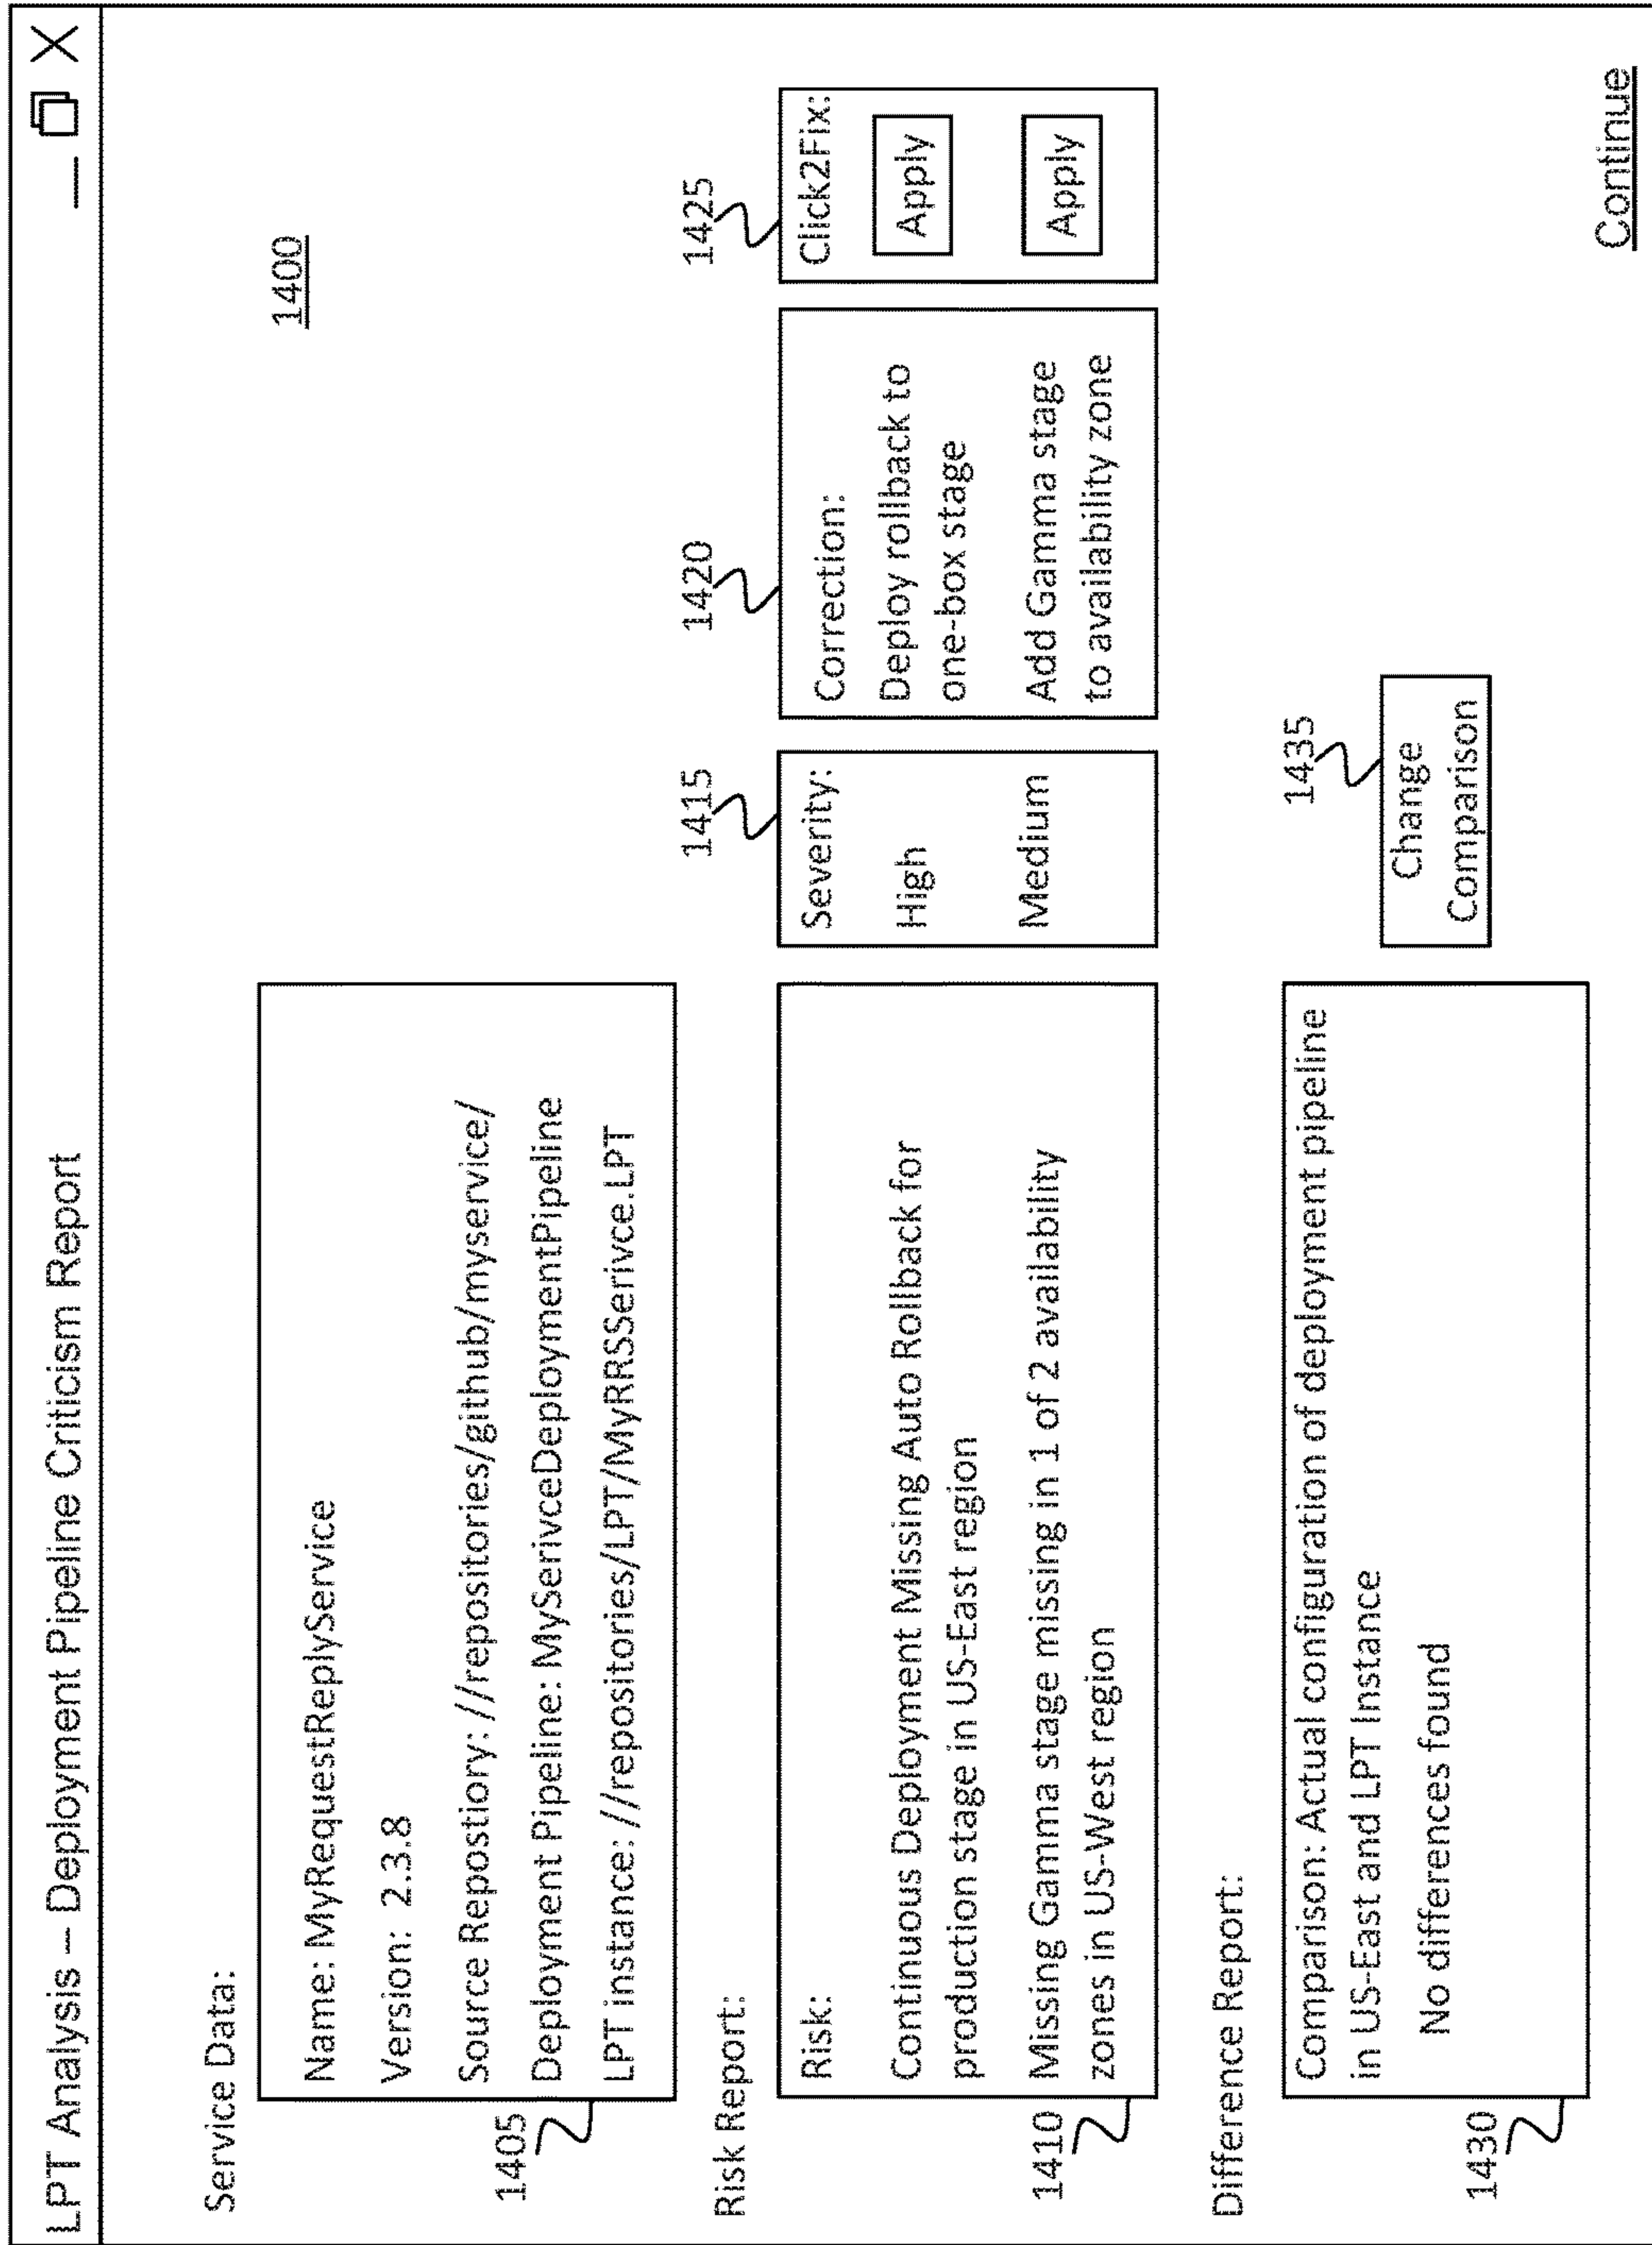 LPT Analysis – Deployment Pipeline Criticism Report
_ X
1400
Service Data:
Name: MyRequestReplyService
Version: 2.3.8
Source Repostiory: ://repositories/github/myservice/
Deployment Pipeline: MySerivceDeploymentPipeline
LPT instance: ://repositories/LPT/MyRRSSerivce.LPT
1405
Risk Report:
1410
Risk:
Continuous Deployment Missing Auto Rollback for
production stage in US-East region
Missing Gamma stage missing in 1 of 2 availability
zones in US-West region
1415
Severity:
High
Medium
1420
Correction:
Deploy rollback to
one-box stage
Add Gamma stage
to availability zone
1425
Click2Fix:
Apply
Apply
Difference Report:
1430
Comparison: Actual configuration of deployment pipeline
in US-East and LPT Instance
No differences found
1435
Change
Comparison
Continue